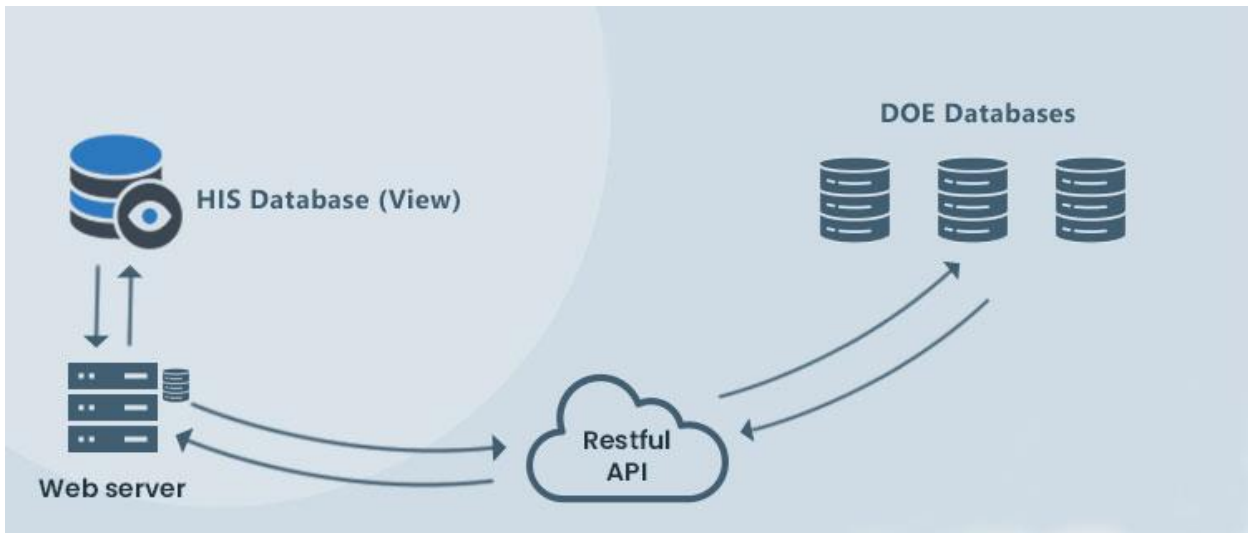 DOE Databases
HIS Database (View)
Restful
API
Web server